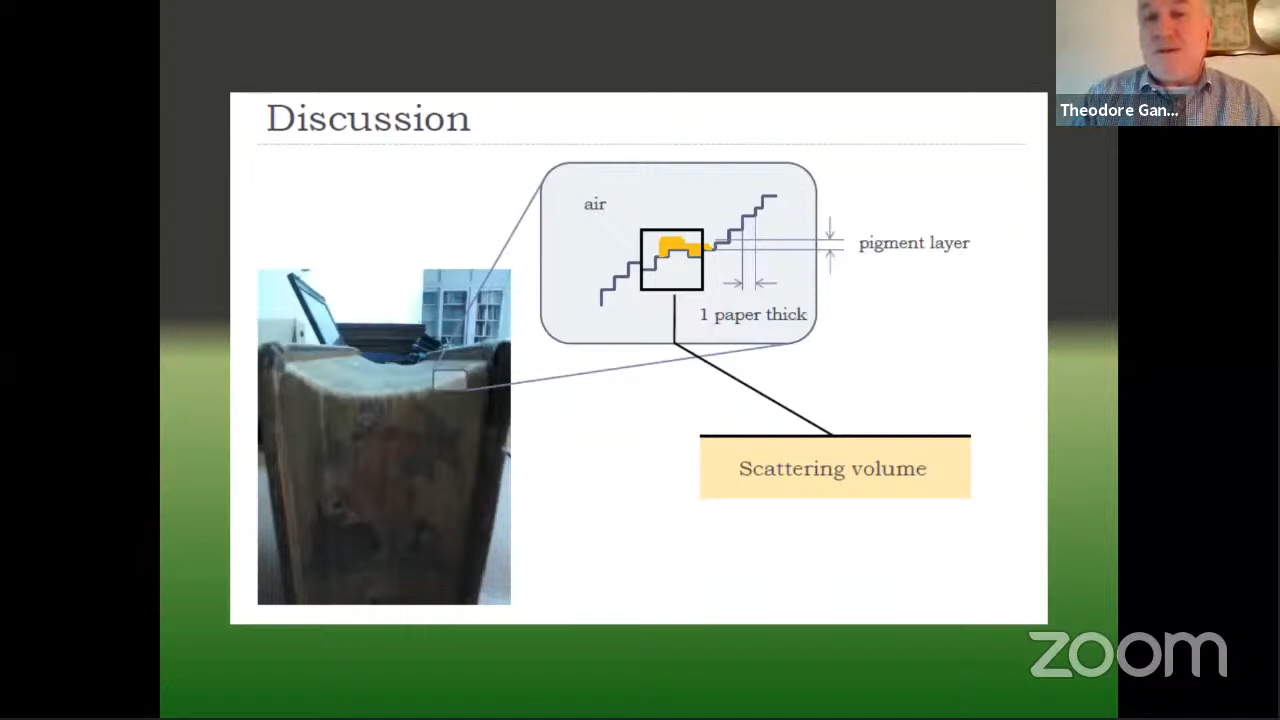 Discussion
air
pigment layer
1 paper thick
Scattering volume
Theodore Gan...
zoom